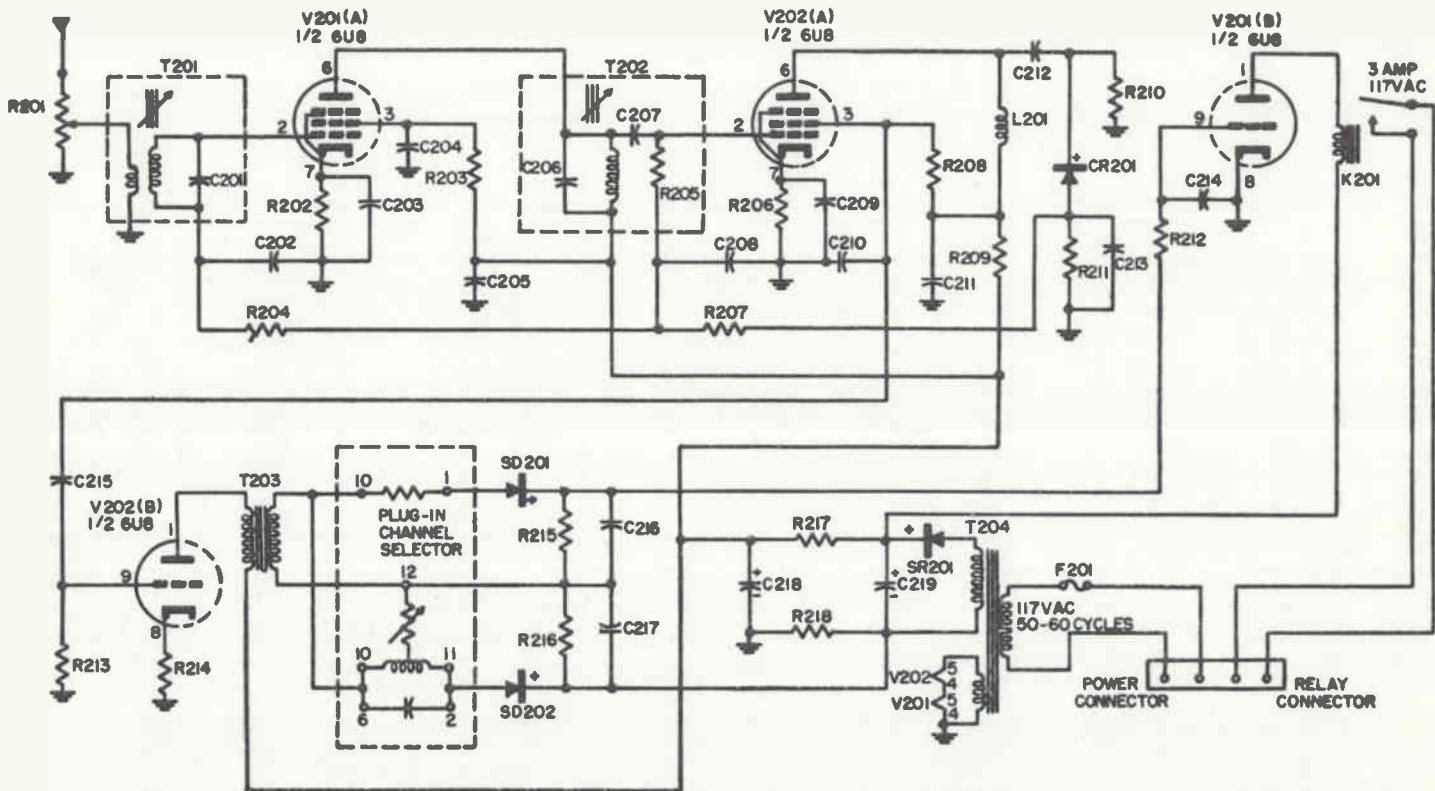 V201(A)
1/2 6U8
V202(A)
1/2 6U8
V201(B)
1/2 6U8
T201
6
T202
6
C212
1
3 AMP
117VAC
R201
2
3
C207
2
3
R210
9
L201
C204
C206
R208
CR201
+
K201
C201
7
R203
R205
7
C214
8
R202
C203
R206
C209
R212
C202
C208
C210
R209
R211
C213
C205
C211
R204
R207
C215
T203
10
1
SD201
+
V202(B)
1/2 6U8
1
PLUG-IN
CHANNEL
SELECTOR
R215
C216
R217
+
T204
SR201
F201
9
12
+
C218
-
+
C219
-
117VAC
50-60 CYCLES
R216
C217
R218
8
10
11
R213
R214
+
SD202
6
2
V202
5
4
V201
5
4
POWER
CONNECTOR
RELAY
CONNECTOR